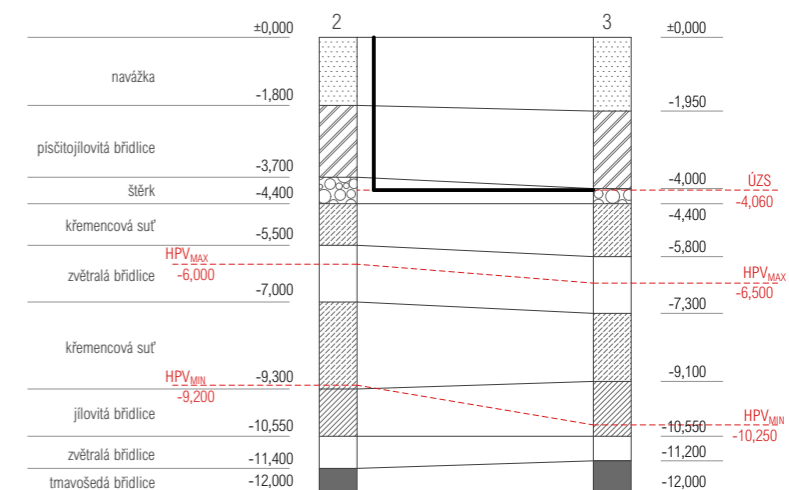 ±0,000
2
3
±0,000
navážka
-1,800
-1,950
písčitojílovitá břidlice
-3,700
-4,000
ÚZS
štěrk
-4,400
-4,060
-4,400
křemencová suť
-5,500
-5,800
HPVMAX
-6,000
HPVMAX
-6,500
zvětralá břidlice
-7,000
-7,300
křemencová suť
-9,300
-9,100
HPVMIN
-9,200
HPVMIN
-10,250
jílovitá břidlice
-10,550
-10,550
zvětralá břidlice
-11,400
-11,200
tmavošedá břidlice
-12,000
-12,000